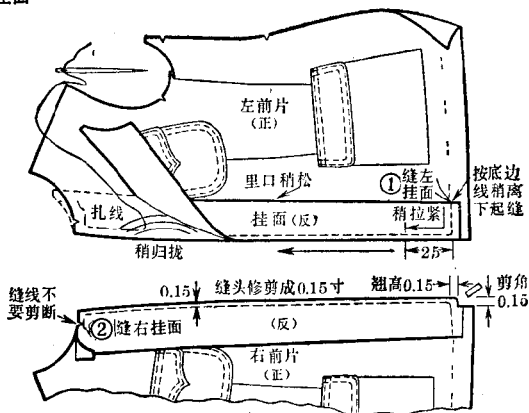 左前片
(正)
里口稍松
①缝左
挂面
按底边
线稍离
下起缝
扎线
挂面(反)
稍拉紧
稍归拢
25
缝线不
要剪断
0.15
缝头修剪成0.15寸
翘高0.15
剪角
0.15
②缝右挂面
(反)
右前片
(正)